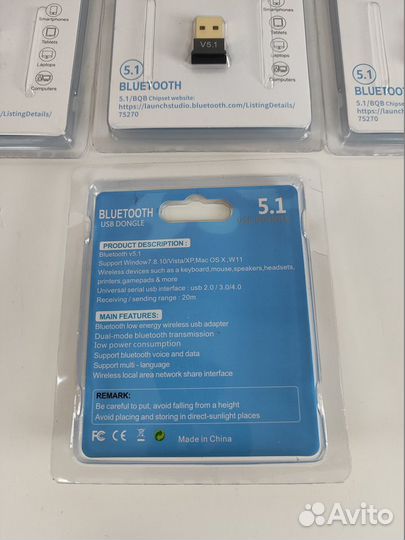 Smartphones
Tablets
Laptops
Computers
ListingDetails/
V5.1
5.1
BLUETOOTH
5.1/BQB Chipset website:
https://launchstudio.bluetooth.com/ListingDetails/
75270
5.1
BLUETOOTH
5.1/BQB Chipset
https://launch
75270
BLUETOOTH
USB DONGLE
5.1
PRODUCT DESCRIPTION :
Bluetooth v5.1
Support Window7.8.10/Vista/XP,Mac OS X ,W11
Wireless devices such as a keyboard,mouse,speakers,headsets,
printers,gamepads & more
Universal serial usb interface : usb 2.0 / 3.0/4.0
Receiving / sending range : 20m
MAIN FEATURES:
Bluetooth low energy wireless usb adapter
Dual-mode bluetooth transmission
Iow power consumption
Support bluetooth voice and data
Support multi - language
Wireless local area network share interface
REMARK:
Be careful to put, avoid falling from a height
Avoid placing and storing in direct-sunlight places
FC CE Made in China
Avito